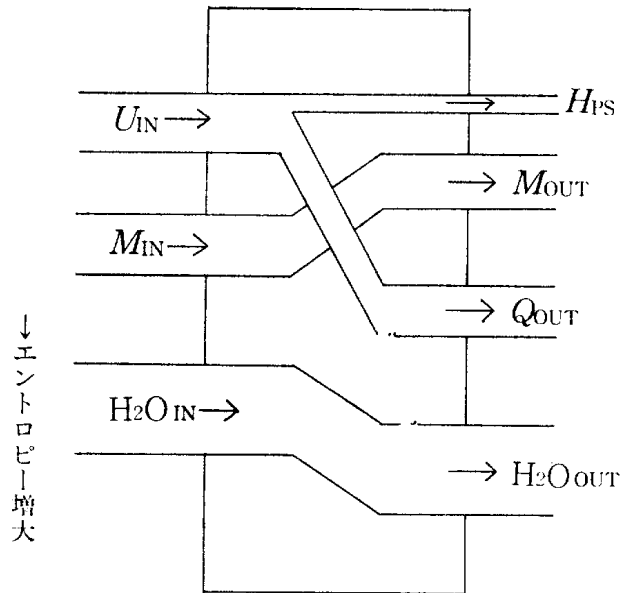 U_IN→
→ H_PS
→ M_OUT
M_IN→
→ Q_OUT
H₂O IN→
→ H₂O OUT
↓エントロピー増大